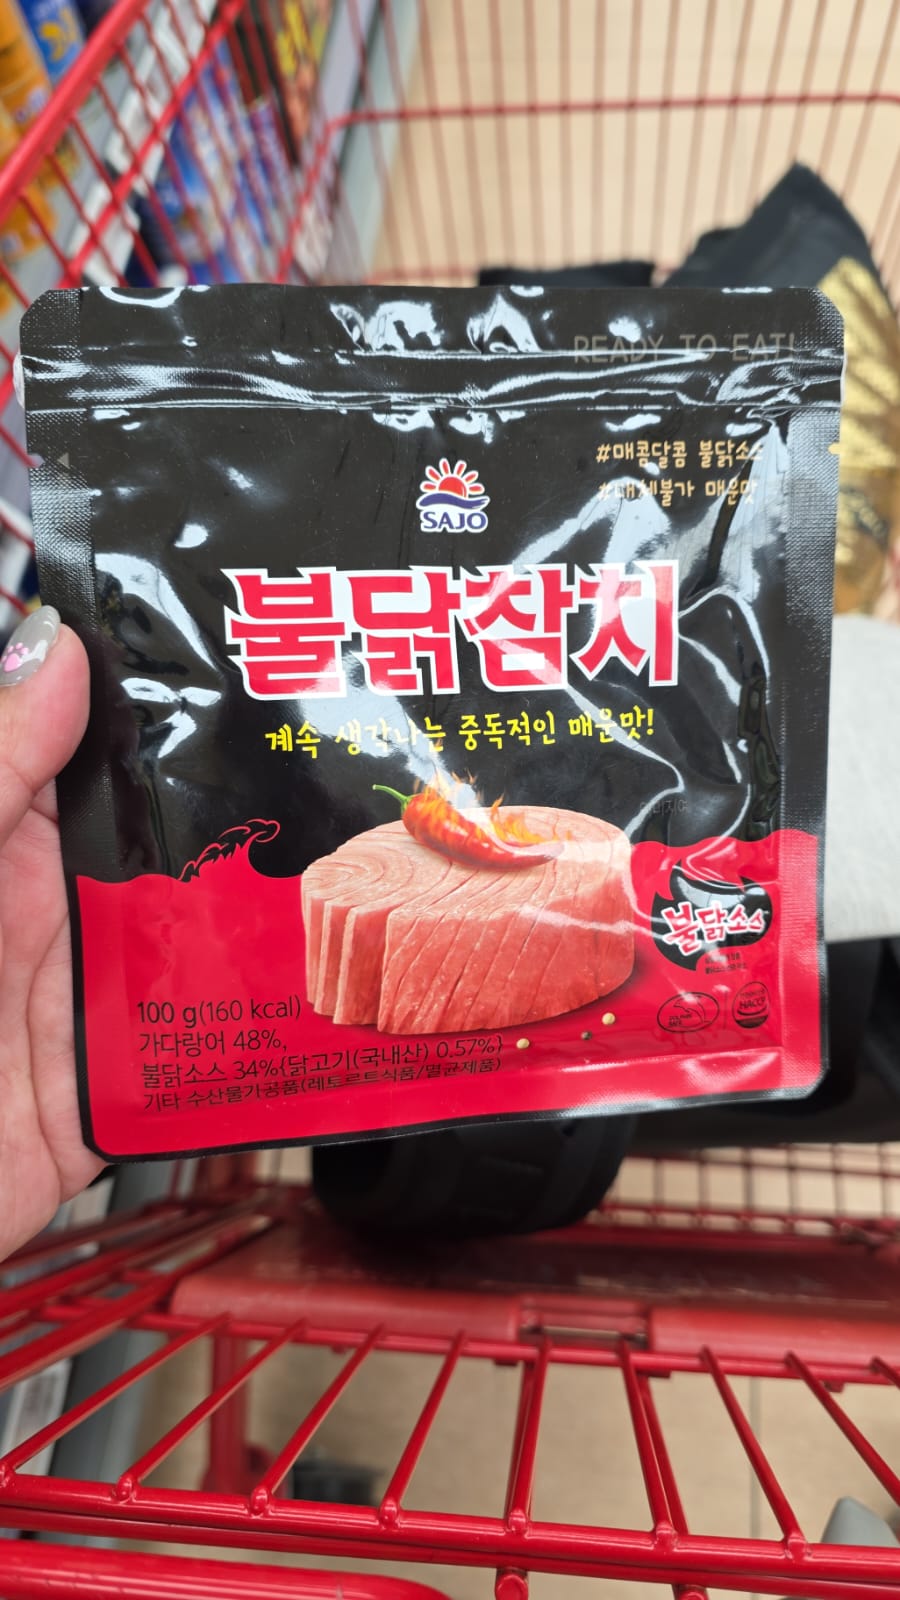 READY TO EAT!
#매콤달콤 불닭소스
#대체불가 매운맛
SAJO
불닭참치
계속 생각나는 중독적인 매운맛!
불닭소스
100 g(160 kcal)
가다랑어 48%,
불닭소스 34%{닭고기(국내산) 0.57%}
기타 수산물가공품(레토르트식품/멸균제품)
DOLPHIN
SAFE
HACCP